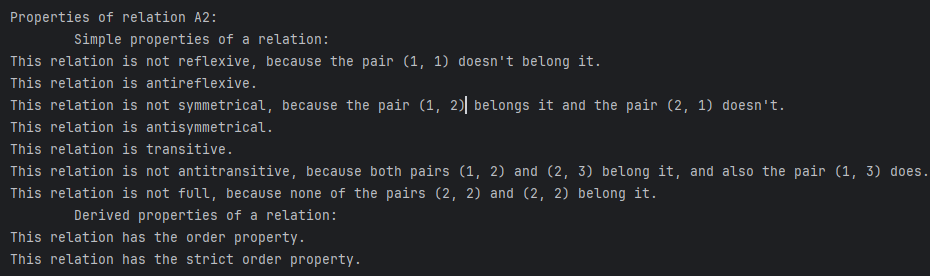 Properties of relation A2:
Simple properties of a relation:
This relation is not reflexive, because the pair (1, 1) doesn't belong it.
This relation is antireflexive.
This relation is not symmetrical, because the pair (1, 2) belongs it and the pair (2, 1) doesn't.
This relation is antisymmetrical.
This relation is transitive.
This relation is not antitransitive, because both pairs (1, 2) and (2, 3) belong it, and also the pair (1, 3) does.
This relation is not full, because none of the pairs (2, 2) and (2, 2) belong it.
Derived properties of a relation:
This relation has the order property.
This relation has the strict order property.